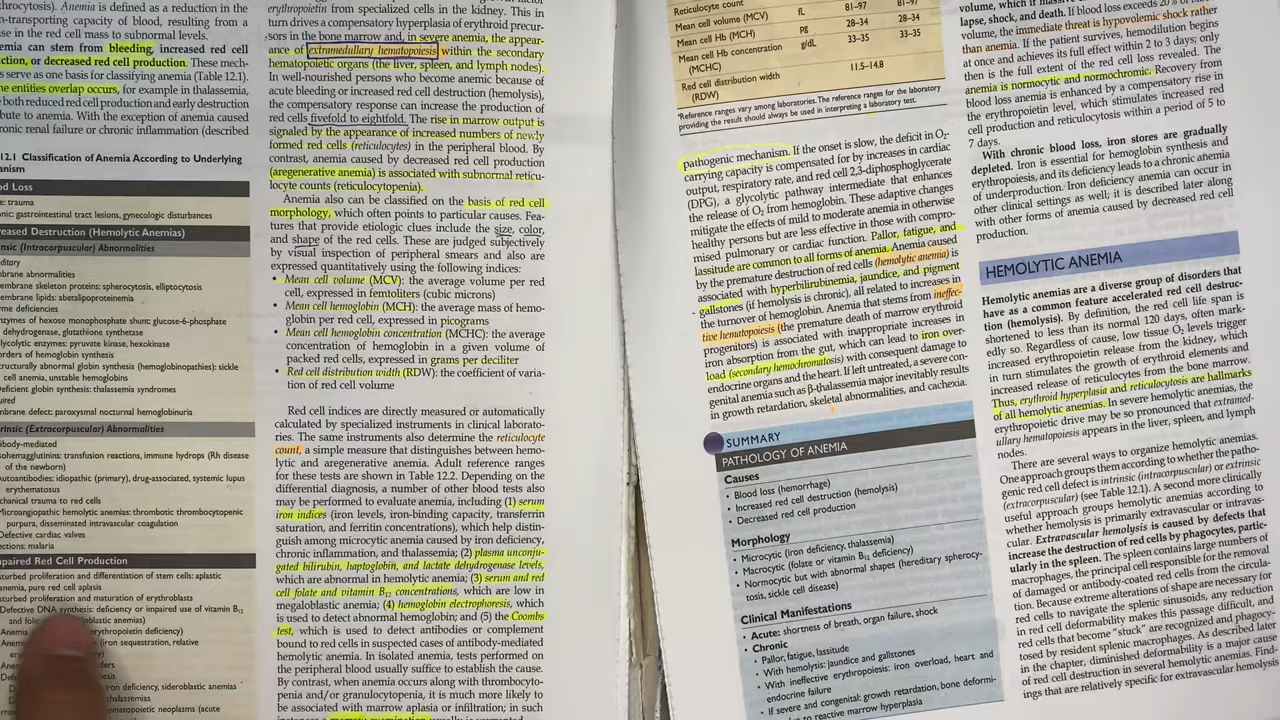 hrocytosis). Anemia is defined as a reduction in the
n-transporting capacity of blood, resulting from a
se in the red cell mass to subnormal levels.
emia can stem from bleeding, increased red cell
ction, or decreased red cell production. These mech-
s serve as one basis for classifying anemia (Table 12.1).
e entities overlap occurs, for example in thalassemia,
both reduced red cell production and early destruction
bute to anemia. With the exception of anemia caused
ronic renal failure or chronic inflammation (described
12.1 Classification of Anemia According to Underlying
anism
od Loss
e: trauma
nic: gastrointestinal tract lesions, gynecologic disturbances
reased Destruction (Hemolytic Anemias)
insic (Intracorpuscular) Abnormalities
ditary
mbrane abnormalities
embrane skeleton proteins: spherocytosis, elliptocytosis
embrane lipids: abetalipoproteinemia
yme deficiencies
nzymes of hexose monophosphate shunt: glucose-6-phosphate
dehydrogenase, glutathione synthetase
lycolytic enzymes: pyruvate kinase, hexokinase
orders of hemoglobin synthesis
tructurally abnormal globin synthesis (hemoglobinopathies): sickle
cell anemia, unstable hemoglobins
Deficient globin synthesis: thalassemia syndromes
uired
mbrane defect: paroxysmal nocturnal hemoglobinuria
trinsic (Extracorpuscular) Abnormalities
ibody-mediated
sohemagglutinins: transfusion reactions, immune hydrops (Rh disease
of the newborn)
Autoantibodies: idiopathic (primary), drug-associated, systemic lupus
erythematosus
chanical trauma to red cells
Microangiopathic hemolytic anemias: thrombotic thrombocytopenic
purpura, disseminated intravascular coagulation
Defective cardiac valves
ections: malaria
paired Red Cell Production
sturbed proliferation and differentiation of stem cells: aplastic
anemia, pure red cell aplasia
sturbed proliferation and maturation of erythroblasts
Defective DNA synthesis: deficiency or impaired use of vitamin B12
and fol blastic anemias)
Anemia erythropoietin deficiency)
Anem (iron sequestration, relative
iron deficiency, sideroblastic anemias
thalassemias
matopoietic neoplasms (acute
erythropoietin from specialized cells in the kidney. This in
turn drives a compensatory hyperplasia of erythroid precur-
sors in the bone marrow and, in severe anemia, the appear-
ance of extramedullary hematopoiesis within the secondary
hematopoietic organs (the liver, spleen, and lymph nodes).
In well-nourished persons who become anemic because of
acute bleeding or increased red cell destruction (hemolysis),
the compensatory response can increase the production of
red cells fivefold to eightfold. The rise in marrow output is
signaled by the appearance of increased numbers of newly
formed red cells (reticulocytes) in the peripheral blood. By
contrast, anemia caused by decreased red cell production
(aregenerative anemia) is associated with subnormal reticu-
locyte counts (reticulocytopenia).
Anemia also can be classified on the basis of red cell
morphology, which often points to particular causes. Fea-
tures that provide etiologic clues include the size, color,
and shape of the red cells. These are judged subjectively
by visual inspection of peripheral smears and also are
expressed quantitatively using the following indices:
• Mean cell volume (MCV): the average volume per red
cell, expressed in femtoliters (cubic microns)
• Mean cell hemoglobin (MCH): the average mass of hemo-
globin per red cell, expressed in picograms
• Mean cell hemoglobin concentration (MCHC): the average
concentration of hemoglobin in a given volume of
packed red cells, expressed in grams per deciliter
• Red cell distribution width (RDW): the coefficient of varia-
tion of red cell volume
Red cell indices are directly measured or automatically
calculated by specialized instruments in clinical laborato-
ries. The same instruments also determine the reticulocyte
count, a simple measure that distinguishes between hemo-
lytic and aregenerative anemia. Adult reference ranges
for these tests are shown in Table 12.2. Depending on the
differential diagnosis, a number of other blood tests also
may be performed to evaluate anemia, including (1) serum
iron indices (iron levels, iron-binding capacity, transferrin
saturation, and ferritin concentrations), which help distin-
guish among microcytic anemia caused by iron deficiency,
chronic inflammation, and thalassemia; (2) plasma unconju-
gated bilirubin, haptoglobin, and lactate dehydrogenase levels,
which are abnormal in hemolytic anemia; (3) serum and red
cell folate and vitamin B12 concentrations, which are low in
megaloblastic anemia; (4) hemoglobin electrophoresis, which
is used to detect abnormal hemoglobin; and (5) the Coombs
test, which is used to detect antibodies or complement
bound to red cells in suspected cases of antibody-mediated
hemolytic anemia. In isolated anemia, tests performed on
the peripheral blood usually suffice to establish the cause.
By contrast, when anemia occurs along with thrombocyto-
penia and/or granulocytopenia, it is much more likely to
be associated with marrow aplasia or infiltration; in such
Reticulocyte count
Mean cell volume (MCV) fL 81–97 81–97
Mean cell Hb (MCH) pg 28–34 28–34
Mean cell Hb concentration g/dL 33–35 33–35
(MCHC)
Red cell distribution width 11.5–14.8
(RDW)
*Reference ranges vary among laboratories. The reference ranges for the laboratory
providing the result should always be used in interpreting a laboratory test.
pathogenic mechanism. If the onset is slow, the deficit in O2-
carrying capacity is compensated for by increases in cardiac
output, respiratory rate, and red cell 2,3-diphosphoglycerate
(DPG), a glycolytic pathway intermediate that enhances
the release of O2 from hemoglobin. These adaptive changes
mitigate the effects of mild to moderate anemia in otherwise
healthy persons but are less effective in those with compro-
mised pulmonary or cardiac function. Pallor, fatigue, and
lassitude are common to all forms of anemia. Anemia caused
by the premature destruction of red cells (hemolytic anemia) is
associated with hyperbilirubinemia, jaundice, and pigment
gallstones (if hemolysis is chronic), all related to increases in
the turnover of hemoglobin. Anemia that stems from ineffec-
tive hematopoiesis (the premature death of marrow erythroid
progenitors) is associated with inappropriate increases in
iron absorption from the gut, which can lead to iron over-
load (secondary hemochromatosis) with consequent damage to
endocrine organs and the heart. If left untreated, a severe con-
genital anemia such as β-thalassemia major inevitably results
in growth retardation, skeletal abnormalities, and cachexia.
SUMMARY
PATHOLOGY OF ANEMIA
Causes
• Blood loss (hemorrhage)
• Increased red cell destruction (hemolysis)
• Decreased red cell production
Morphology
• Microcytic (iron deficiency, thalassemia)
• Macrocytic (folate or vitamin B12 deficiency)
• Normocytic but with abnormal shapes (hereditary spherocy-
tosis, sickle cell disease)
Clinical Manifestations
• Acute: shortness of breath, organ failure, shock
• Chronic
• Pallor, fatigue, lassitude
• With hemolysis: jaundice and gallstones
• With ineffective erythropoiesis: iron overload, heart and
endocrine failure
• If severe and congenital: growth retardation, bone deformi-
to reactive marrow hyperplasia
volume, which if massive
lapse, shock, and death. If blood loss exceeds 20% of blood
volume, the immediate threat is hypovolemic shock rather
than anemia. If the patient survives, hemodilution begins
at once and achieves its full effect within 2 to 3 days; only
then is the full extent of the red cell loss revealed. The
anemia is normocytic and normochromic. Recovery from
blood loss anemia is enhanced by a compensatory rise in
the erythropoietin level, which stimulates increased red
cell production and reticulocytosis within a period of 5 to
7 days.
With chronic blood loss, iron stores are gradually
depleted. Iron is essential for hemoglobin synthesis and
erythropoiesis, and its deficiency leads to a chronic anemia
of underproduction. Iron deficiency anemia can occur in
other clinical settings as well; it is described later along
with other forms of anemia caused by decreased red cell
production.
HEMOLYTIC ANEMIA
Hemolytic anemias are a diverse group of disorders that
have as a common feature accelerated red cell destruc-
tion (hemolysis). By definition, the red cell life span is
shortened to less than its normal 120 days, often mark-
edly so. Regardless of cause, low tissue O2 levels trigger
increased erythropoietin release from the kidney, which
in turn stimulates the growth of erythroid elements and
increased release of reticulocytes from the bone marrow.
Thus, erythroid hyperplasia and reticulocytosis are hallmarks
of all hemolytic anemias. In severe hemolytic anemias, the
erythropoietic drive may be so pronounced that extramed-
ullary hematopoiesis appears in the liver, spleen, and lymph
nodes.
There are several ways to organize hemolytic anemias.
One approach groups them according to whether the patho-
genic red cell defect is intrinsic (intracorpuscular) or extrinsic
(extracorpuscular) (see Table 12.1). A second more clinically
useful approach groups hemolytic anemias according to
whether hemolysis is primarily extravascular or intravas-
cular. Extravascular hemolysis is caused by defects that
increase the destruction of red cells by phagocytes, partic-
ularly in the spleen. The spleen contains large numbers of
macrophages, the principal cell responsible for the removal
of damaged or antibody-coated red cells from the circula-
tion. Because extreme alterations of shape are necessary for
red cells to navigate the splenic sinusoids, any reduction
in red cell deformability makes this passage difficult, and
red cells that become “stuck” are recognized and phagocy-
tosed by resident splenic macrophages. As described later
in the chapter, diminished deformability is a major cause
of red cell destruction in several hemolytic anemias. Find-
ings that are relatively specific for extravascular hemolysis